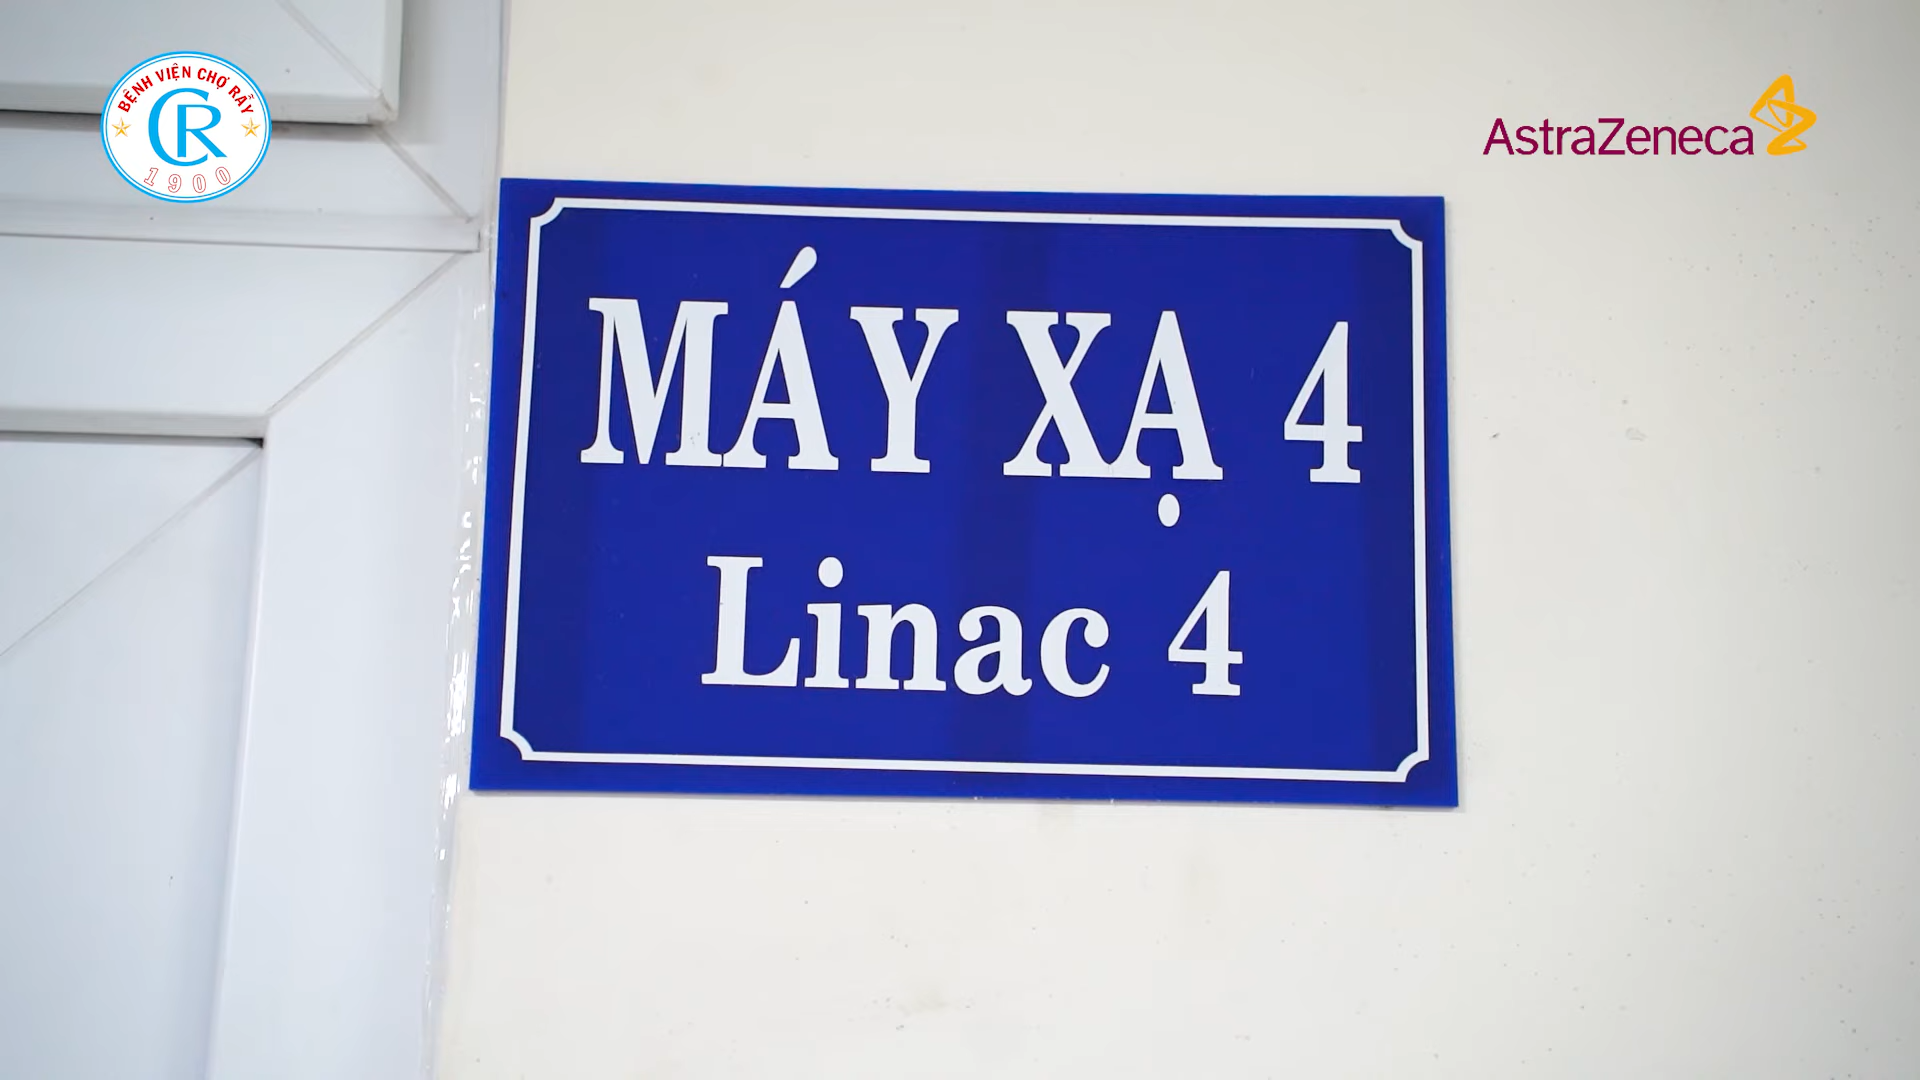 BỆNH VIỆN CHỢ RẪY
CR
1900
AstraZeneca
MÁY XẠ 4
Linac 4